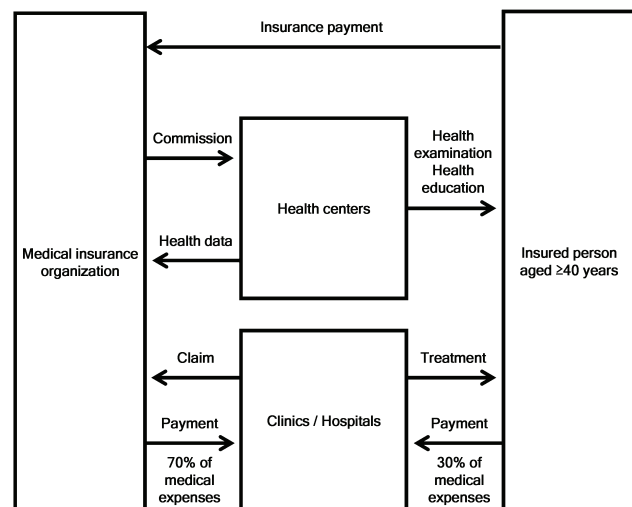 Insurance payment
Commission
Health
examination
Health
education
Health centers
Health data
Medical insurance
organization
Insured person
aged ≥40 years
Claim
Treatment
Clinics / Hospitals
Payment
Payment
70% of
medical
expenses
30% of
medical
expenses